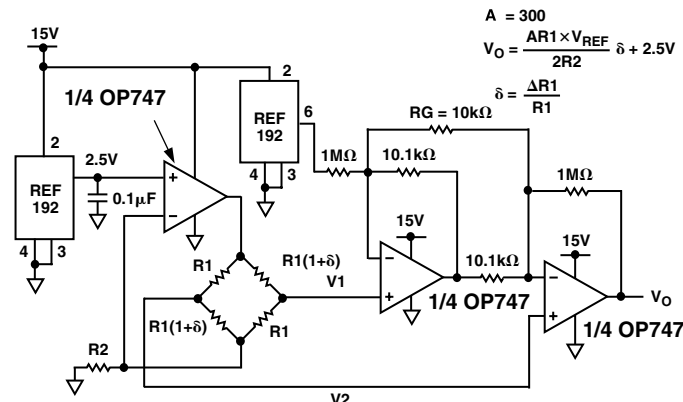 A = 300
V_O = AR1 × V_REF / 2R2 δ + 2.5V
δ = ΔR1 / R1
15V
2
1/4 OP747
REF
192
6
4
3
RG = 10kΩ
1MΩ
10.1kΩ
1MΩ
2
2.5V
REF
192
0.1μF
4
3
+
−
15V
−
+
10.1kΩ
15V
−
+
1/4 OP747
V_O
1/4 OP747
R1
R1(1+δ)
V1
R1(1+δ)
R1
R2
V2